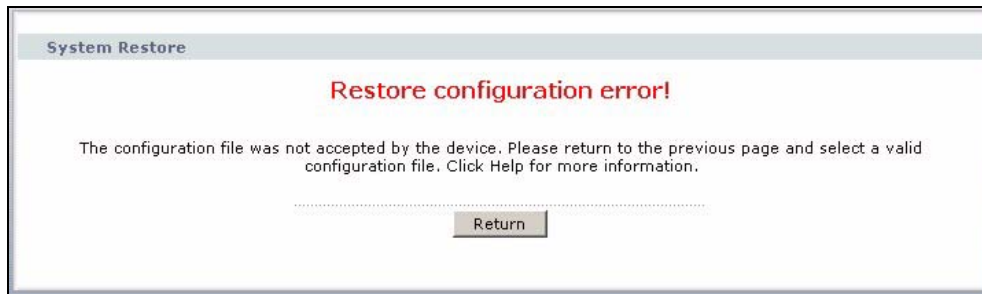 System Restore
Restore configuration error!
The configuration file was not accepted by the device. Please return to the previous page and select a valid
configuration file. Click Help for more information.
Return